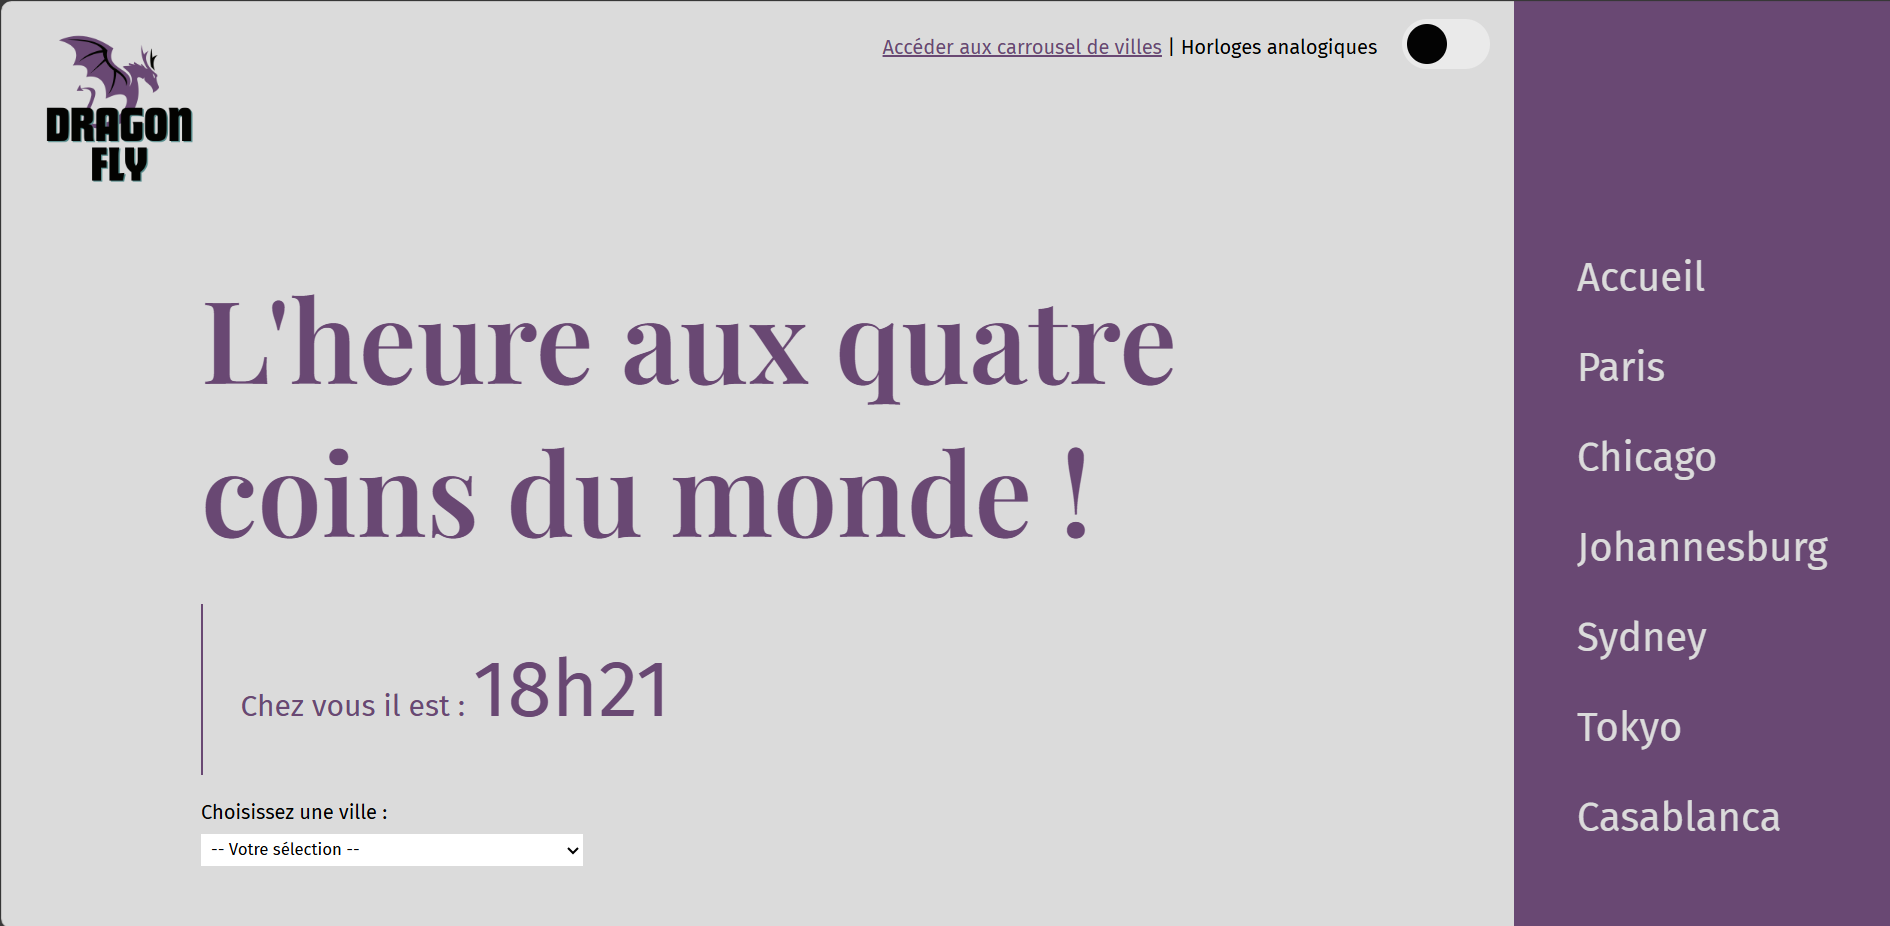 DRAGON
FLY
Accéder aux carrousel de villes | Horloges analogiques
L'heure aux quatre
coins du monde !
Chez vous il est : 18h21
Choisissez une ville :
-- Votre sélection --
Accueil
Paris
Chicago
Johannesburg
Sydney
Tokyo
Casablanca